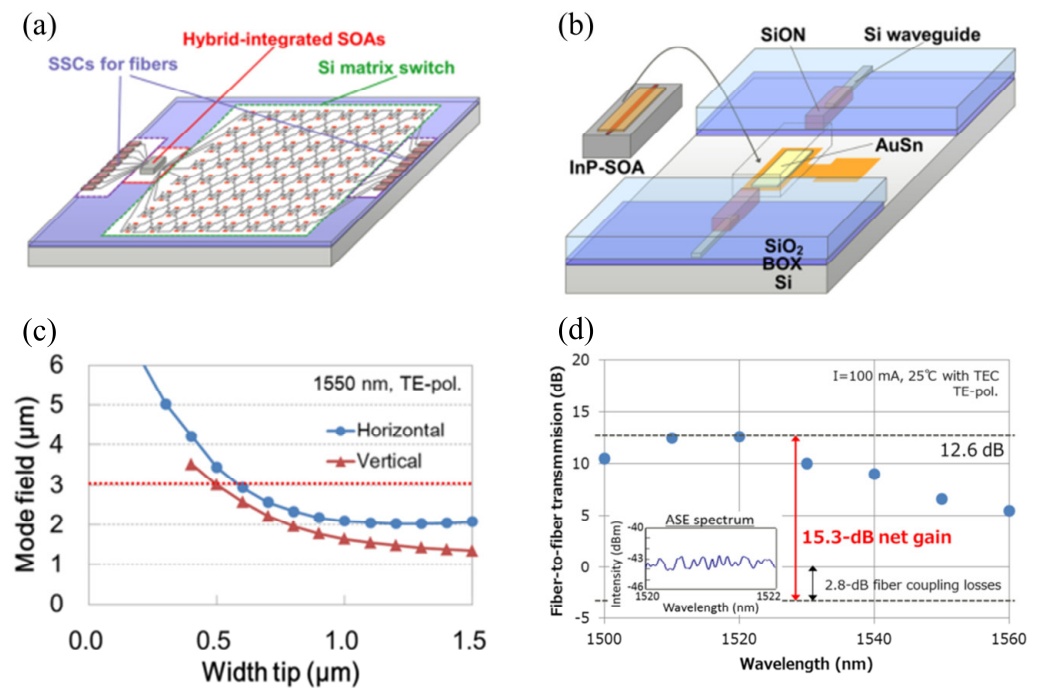 (a)
Hybrid-integrated SOAs
SSCs for fibers
Si matrix switch
(b)
SiON
Si waveguide
InP-SOA
AuSn
SiO2
BOX
Si
(c)
6
5
4
3
2
1
0
Mode field (μm)
1550 nm, TE-pol.
Horizontal
Vertical
0.0
0.5
1.0
1.5
Width tip (μm)
(d)
20
15
10
5
0
-5
Fiber-to-fiber transmmision (dB)
I=100 mA, 25℃ with TEC
TE-pol.
12.6 dB
15.3-dB net gain
2.8-dB fiber coupling losses
ASE spectrum
-40
-43
-46
Intensity (dBm)
1520
1522
Wavelength (nm)
1500
1520
1540
1560
Wavelength (nm)